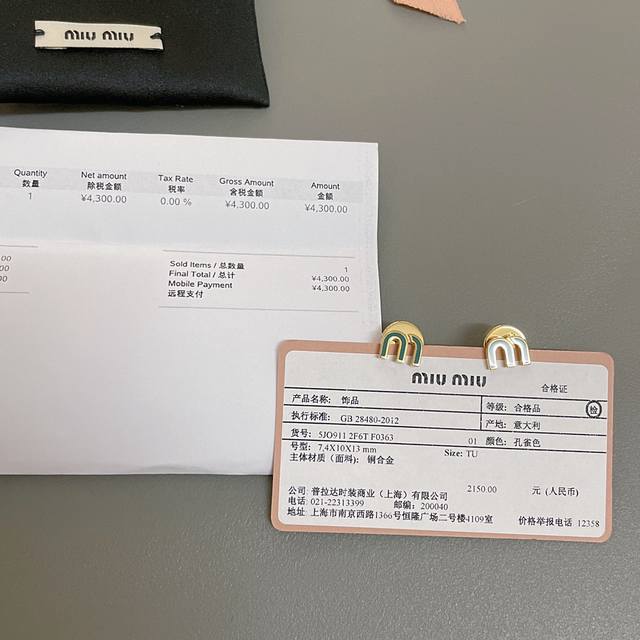 miu miu
Quantity Net amount Tax Rate Gross Amount Amount
数量 除税金额 税率 含税金额 金额
1 ¥4,300.00 0.00 % ¥4,300.00 ¥4,300.00
Sold Items / 总数量 1
Final Total / 总计 ¥4,300.00
Mobile Payment ¥4,300.00
远程支付
miu miu
合格证
产品名称: 饰品 等级: 合格品 检
执行标准: GB 28480-2012 产地: 意大利
货号: 5JO911 2F6T F0363 01 颜色: 孔雀色
号型: 7,4X10X13 mm Size: TU
主体材质（面料): 铜合金
2150.00 元 (人民币)
公司: 普拉达时装商业（上海）有限公司
电话: 021-22313399 邮编: 200040
地址: 上海市南京西路1366号恒隆广场二号楼4109室 价格举报电话 12358